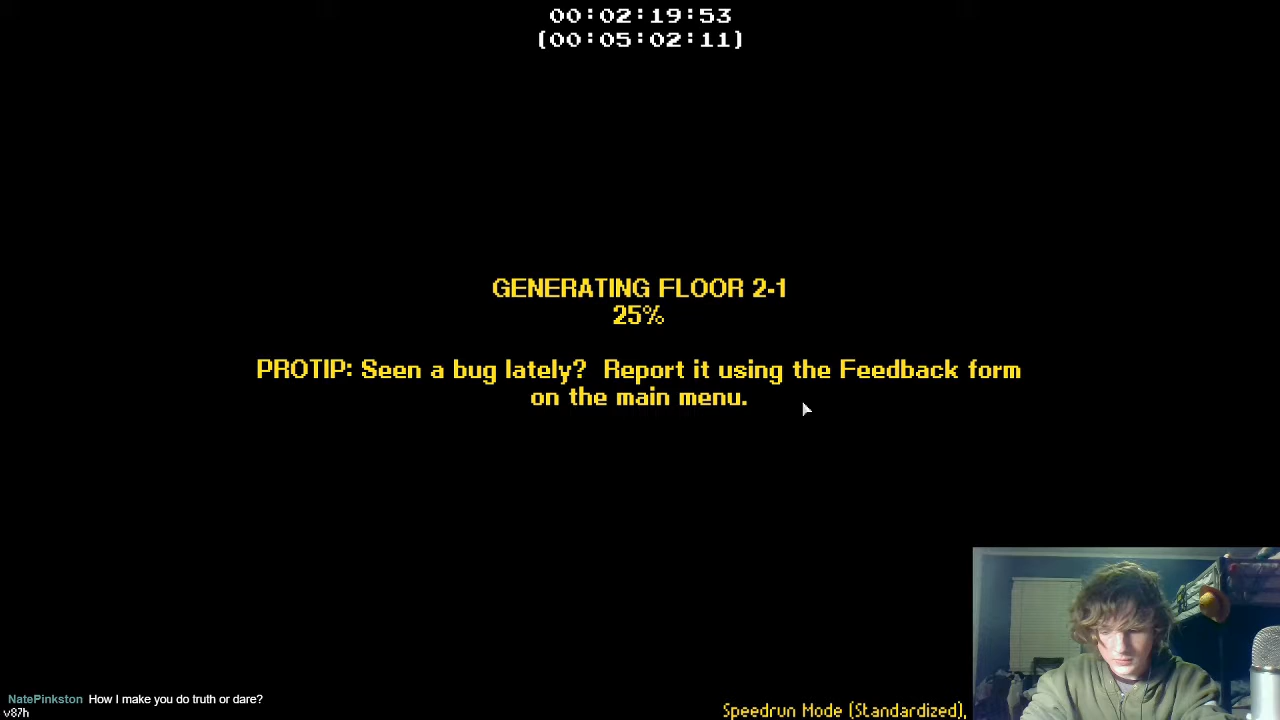 00:02:19:53
(00:05:02:11)
GENERATING FLOOR 2-1
25%
PROTIP: Seen a bug lately? Report it using the Feedback form
on the main menu.
NatePinkston How I make you do truth or dare?
v87h
Speedrun Mode (Standardized),